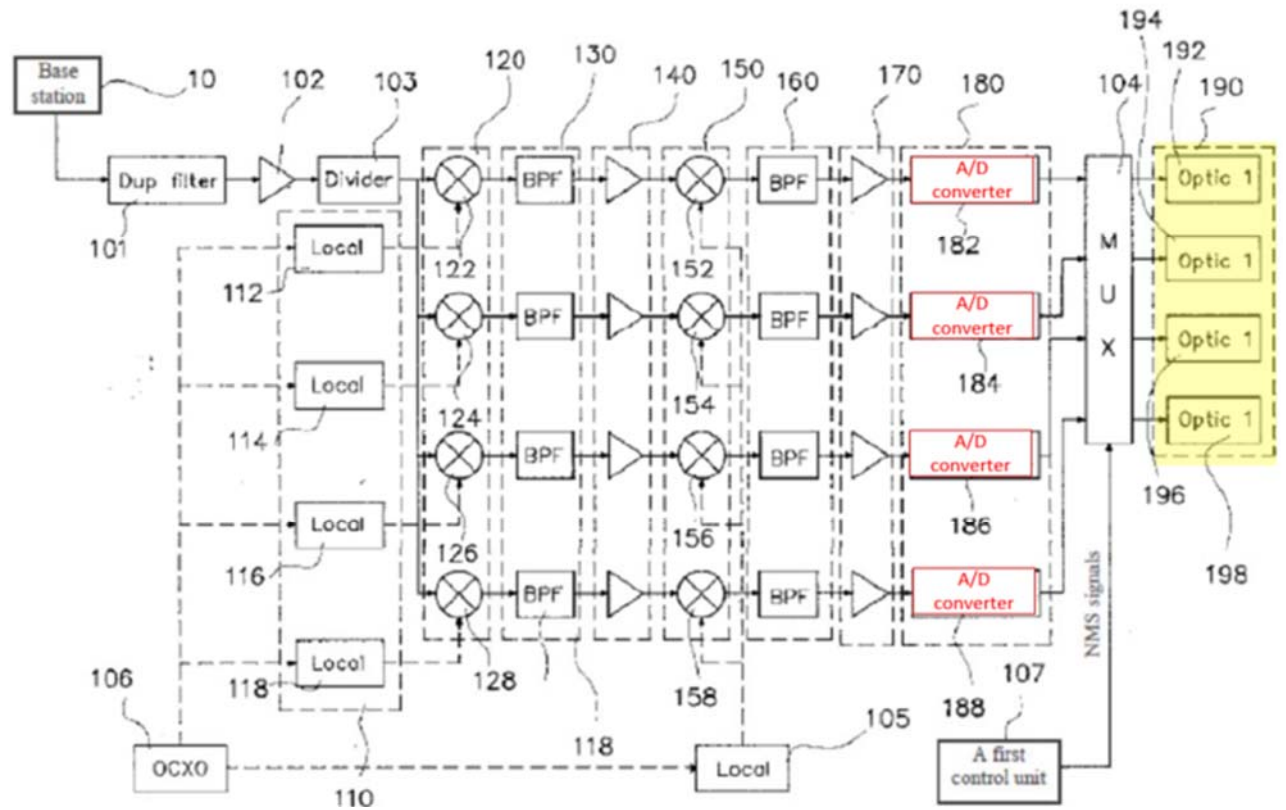 194
Base
station
10
102
103
120
130
140
150
160
170
180
104
192
190
Dup filter
Divider
BPF
BPF
A/D
converter
Optic 1
101
Local
112
122
152
182
M
U
X
Optic 1
BPF
BPF
A/D
converter
Optic 1
Local
114
124
154
184
Optic 1
BPF
BPF
A/D
converter
196
Local
116
126
156
186
198
BPF
BPF
A/D
converter
NMS signals
106
118
Local
128
158
188
107
105
118
OCXO
110
Local
A first
control unit